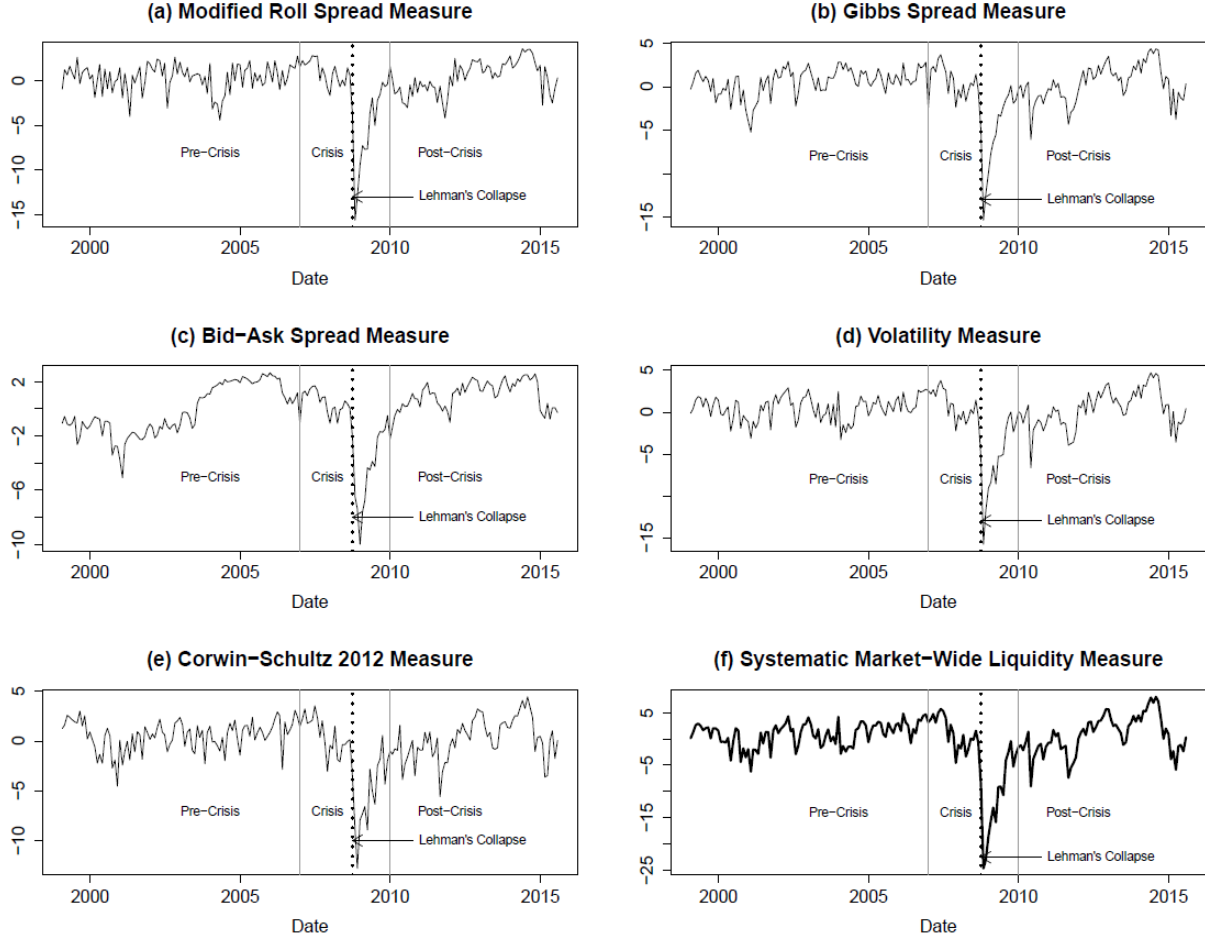 (a) Modified Roll Spread Measure
0
−5
−10
−15
Pre−Crisis
Crisis
Post−Crisis
Lehman's Collapse
2000
2005
2010
2015
Date
(b) Gibbs Spread Measure
5
0
−5
−15
Pre−Crisis
Crisis
Post−Crisis
Lehman's Collapse
2000
2005
2010
2015
Date
(c) Bid−Ask Spread Measure
2
−2
−6
−10
Pre−Crisis
Crisis
Post−Crisis
Lehman's Collapse
2000
2005
2010
2015
Date
(d) Volatility Measure
5
0
−5
−15
Pre−Crisis
Crisis
Post−Crisis
Lehman's Collapse
2000
2005
2010
2015
Date
(e) Corwin−Schultz 2012 Measure
5
0
−5
−10
Pre−Crisis
Crisis
Post−Crisis
Lehman's Collapse
2000
2005
2010
2015
Date
(f) Systematic Market−Wide Liquidity Measure
5
−5
−15
−25
Pre−Crisis
Crisis
Post−Crisis
Lehman's Collapse
2000
2005
2010
2015
Date